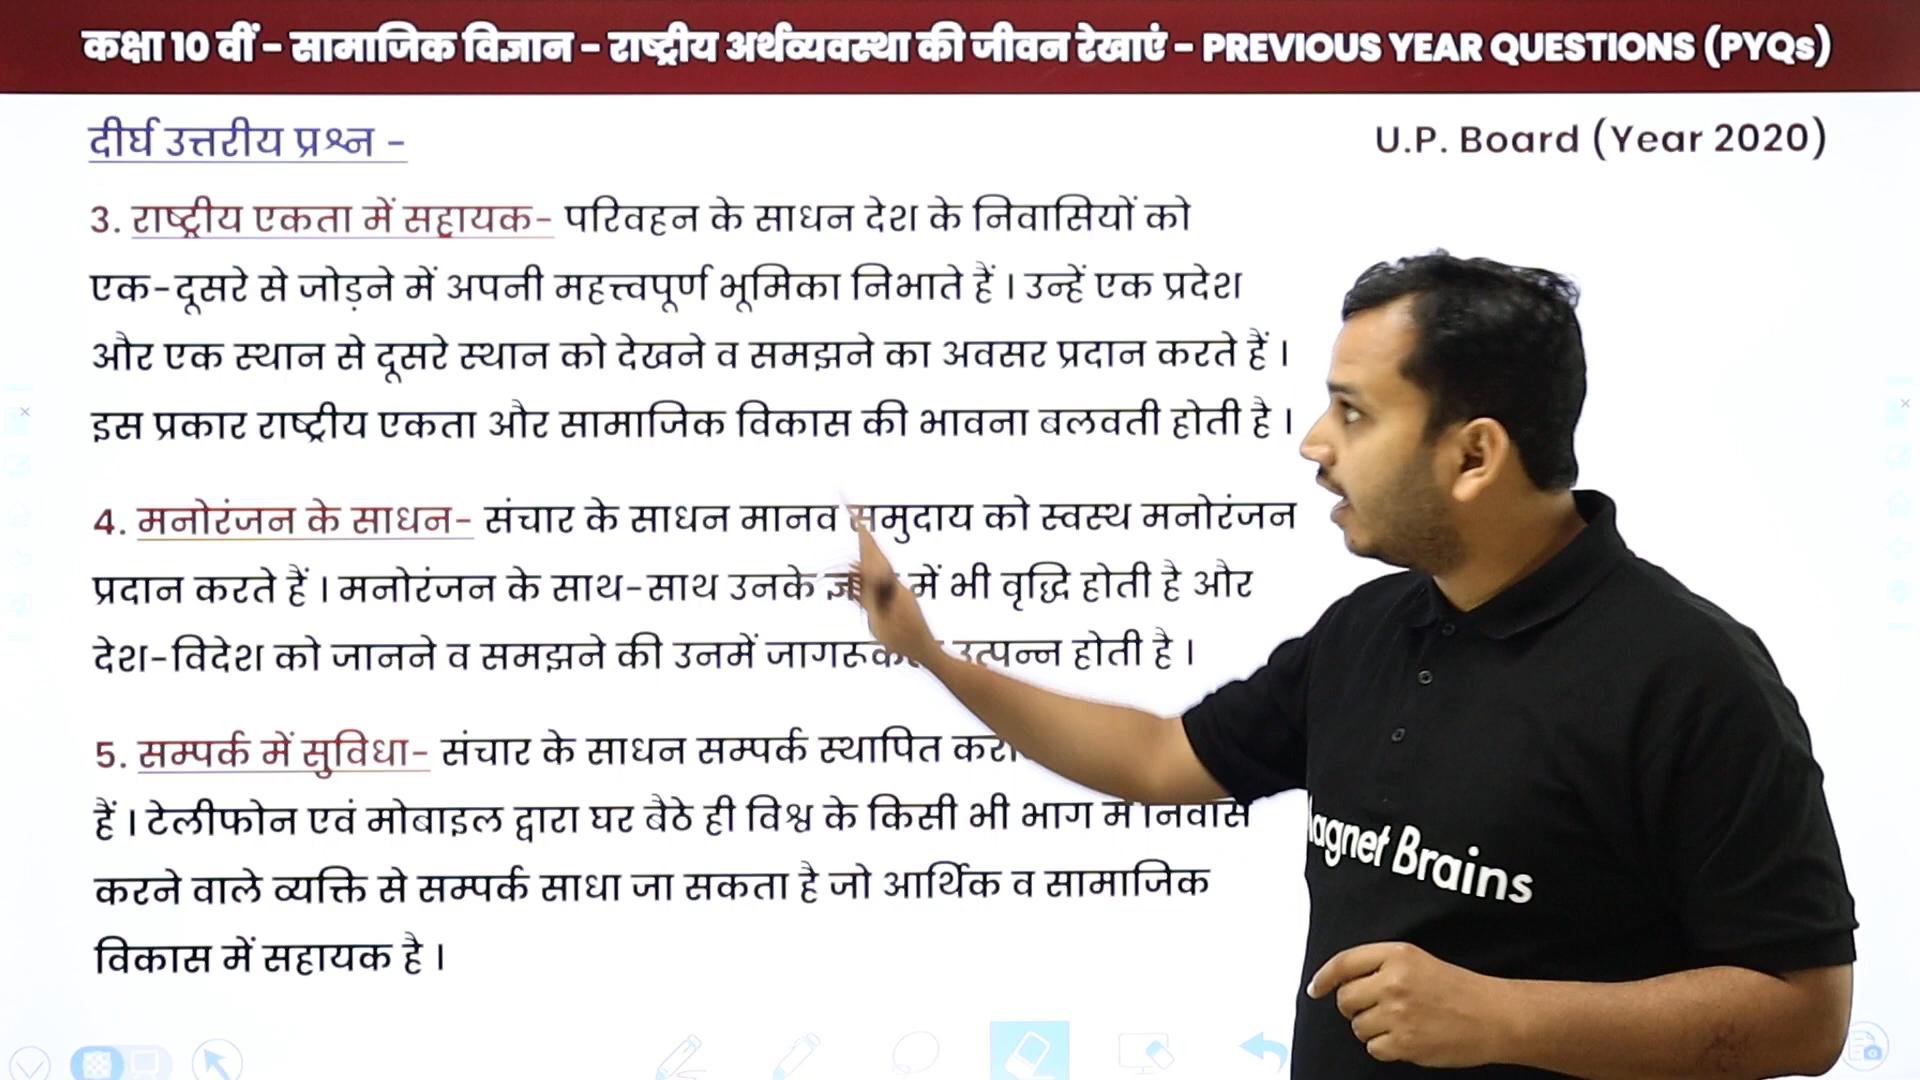 कक्षा 10 वीं - सामाजिक विज्ञान - राष्ट्रीय अर्थव्यवस्था की जीवन रेखाएं - PREVIOUS YEAR QUESTIONS (PYQs)
दीर्घ उत्तरीय प्रश्न -
U.P. Board (Year 2020)
3. राष्ट्रीय एकता में सहायक- परिवहन के साधन देश के निवासियों को
एक-दूसरे से जोड़ने में अपनी महत्त्वपूर्ण भूमिका निभाते हैं । उन्हें एक प्रदेश
और एक स्थान से दूसरे स्थान को देखने व समझने का अवसर प्रदान करते हैं ।
इस प्रकार राष्ट्रीय एकता और सामाजिक विकास की भावना बलवती होती है ।
4. मनोरंजन के साधन- संचार के साधन मानव समुदाय को स्वस्थ मनोरंजन
प्रदान करते हैं । मनोरंजन के साथ-साथ उनके में भी वृद्धि होती है और
देश-विदेश को जानने व समझने की उनमें उत्पन्न होती है ।
5. सम्पर्क में सुविधा- संचार के साधन सम्पर्क स्थापित
हैं । टेलीफोन एवं मोबाइल द्वारा घर बैठे ही विश्व के किसी भी भाग में निवास
करने वाले व्यक्ति से सम्पर्क साधा जा सकता है जो आर्थिक व सामाजिक
विकास में सहायक है ।
Brains